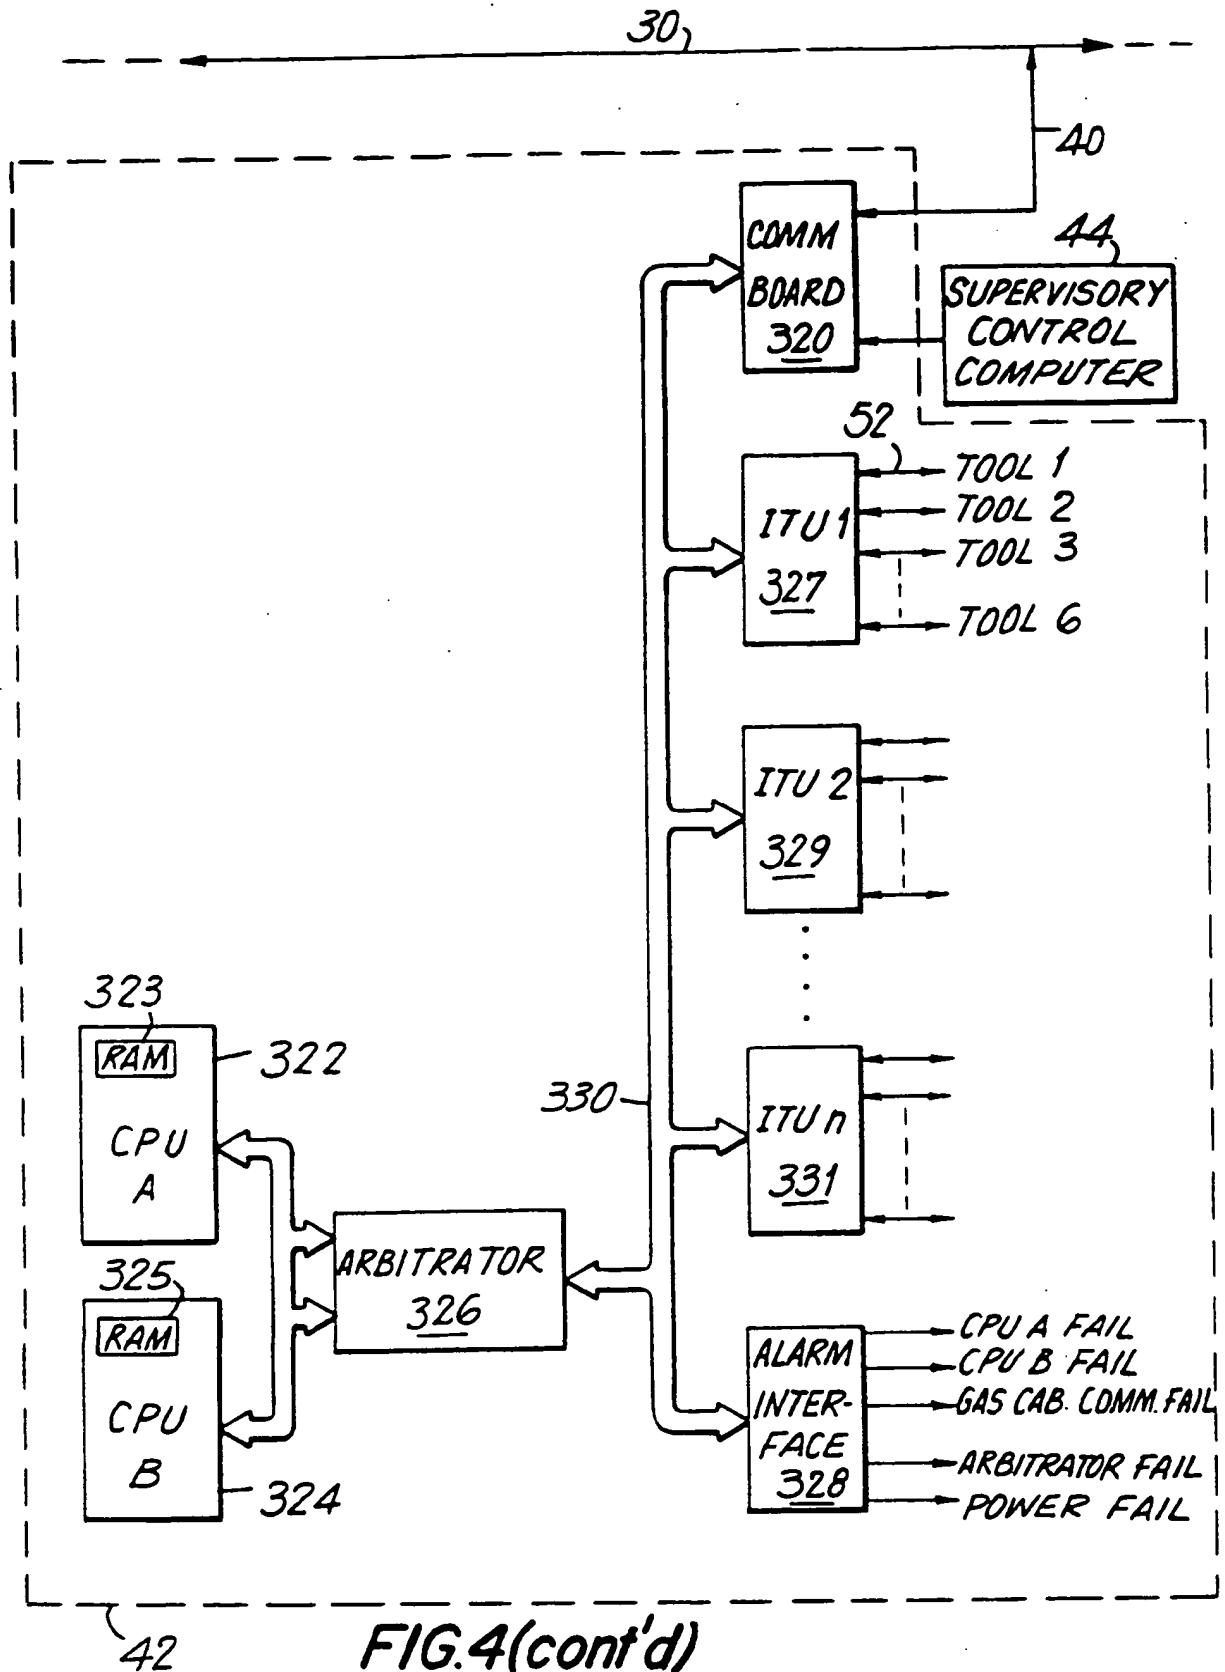 30
40
COMM
BOARD
320
44
SUPERVISORY
CONTROL
COMPUTER
52
TOOL 1
TOOL 2
TOOL 3
TOOL 6
ITU 1
327
ITU 2
329
323
RAM
322
CPU
A
330
ITU n
331
325
RAM
CPU
B
324
ARBITRATOR
326
ALARM
INTER-
FACE
328
CPU A FAIL
CPU B FAIL
GAS CAB. COMM. FAIL
ARBITRATOR FAIL
POWER FAIL
42
FIG.4(cont'd)